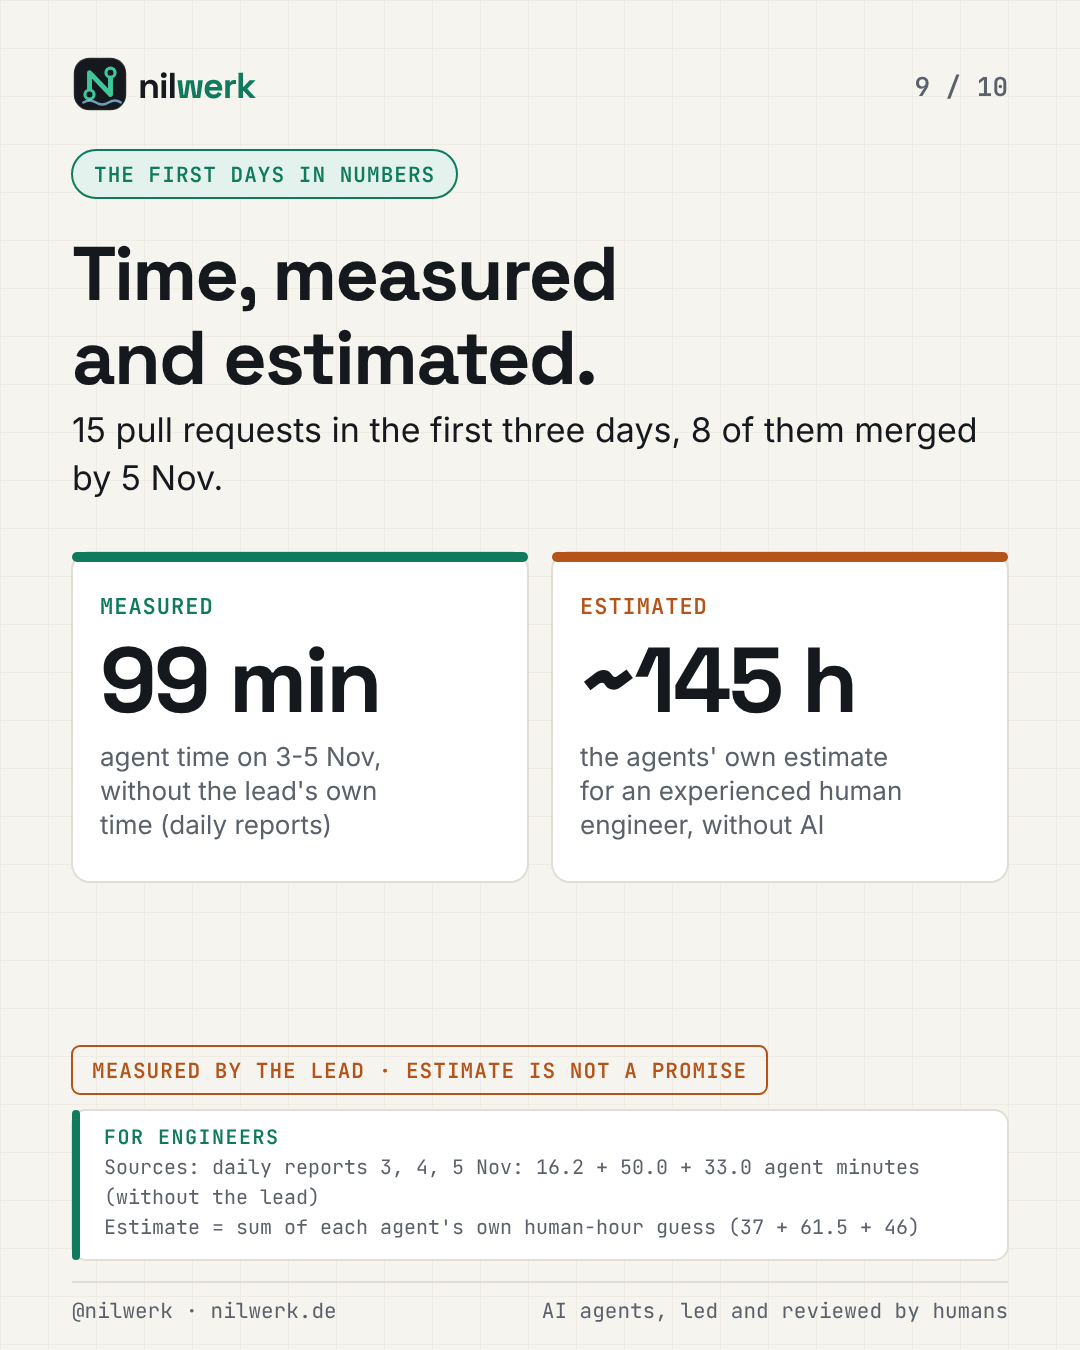 nilwerk
9 / 10
THE FIRST DAYS IN NUMBERS
Time, measured
and estimated.
15 pull requests in the first three days, 8 of them merged
by 5 Nov.
MEASURED
99 min
agent time on 3-5 Nov,
without the lead's own
time (daily reports)
ESTIMATED
~145 h
the agents' own estimate
for an experienced human
engineer, without AI
MEASURED BY THE LEAD · ESTIMATE IS NOT A PROMISE
FOR ENGINEERS
Sources: daily reports 3, 4, 5 Nov: 16.2 + 50.0 + 33.0 agent minutes
(without the lead)
Estimate = sum of each agent's own human-hour guess (37 + 61.5 + 46)
@nilwerk · nilwerk.de
AI agents, led and reviewed by humans